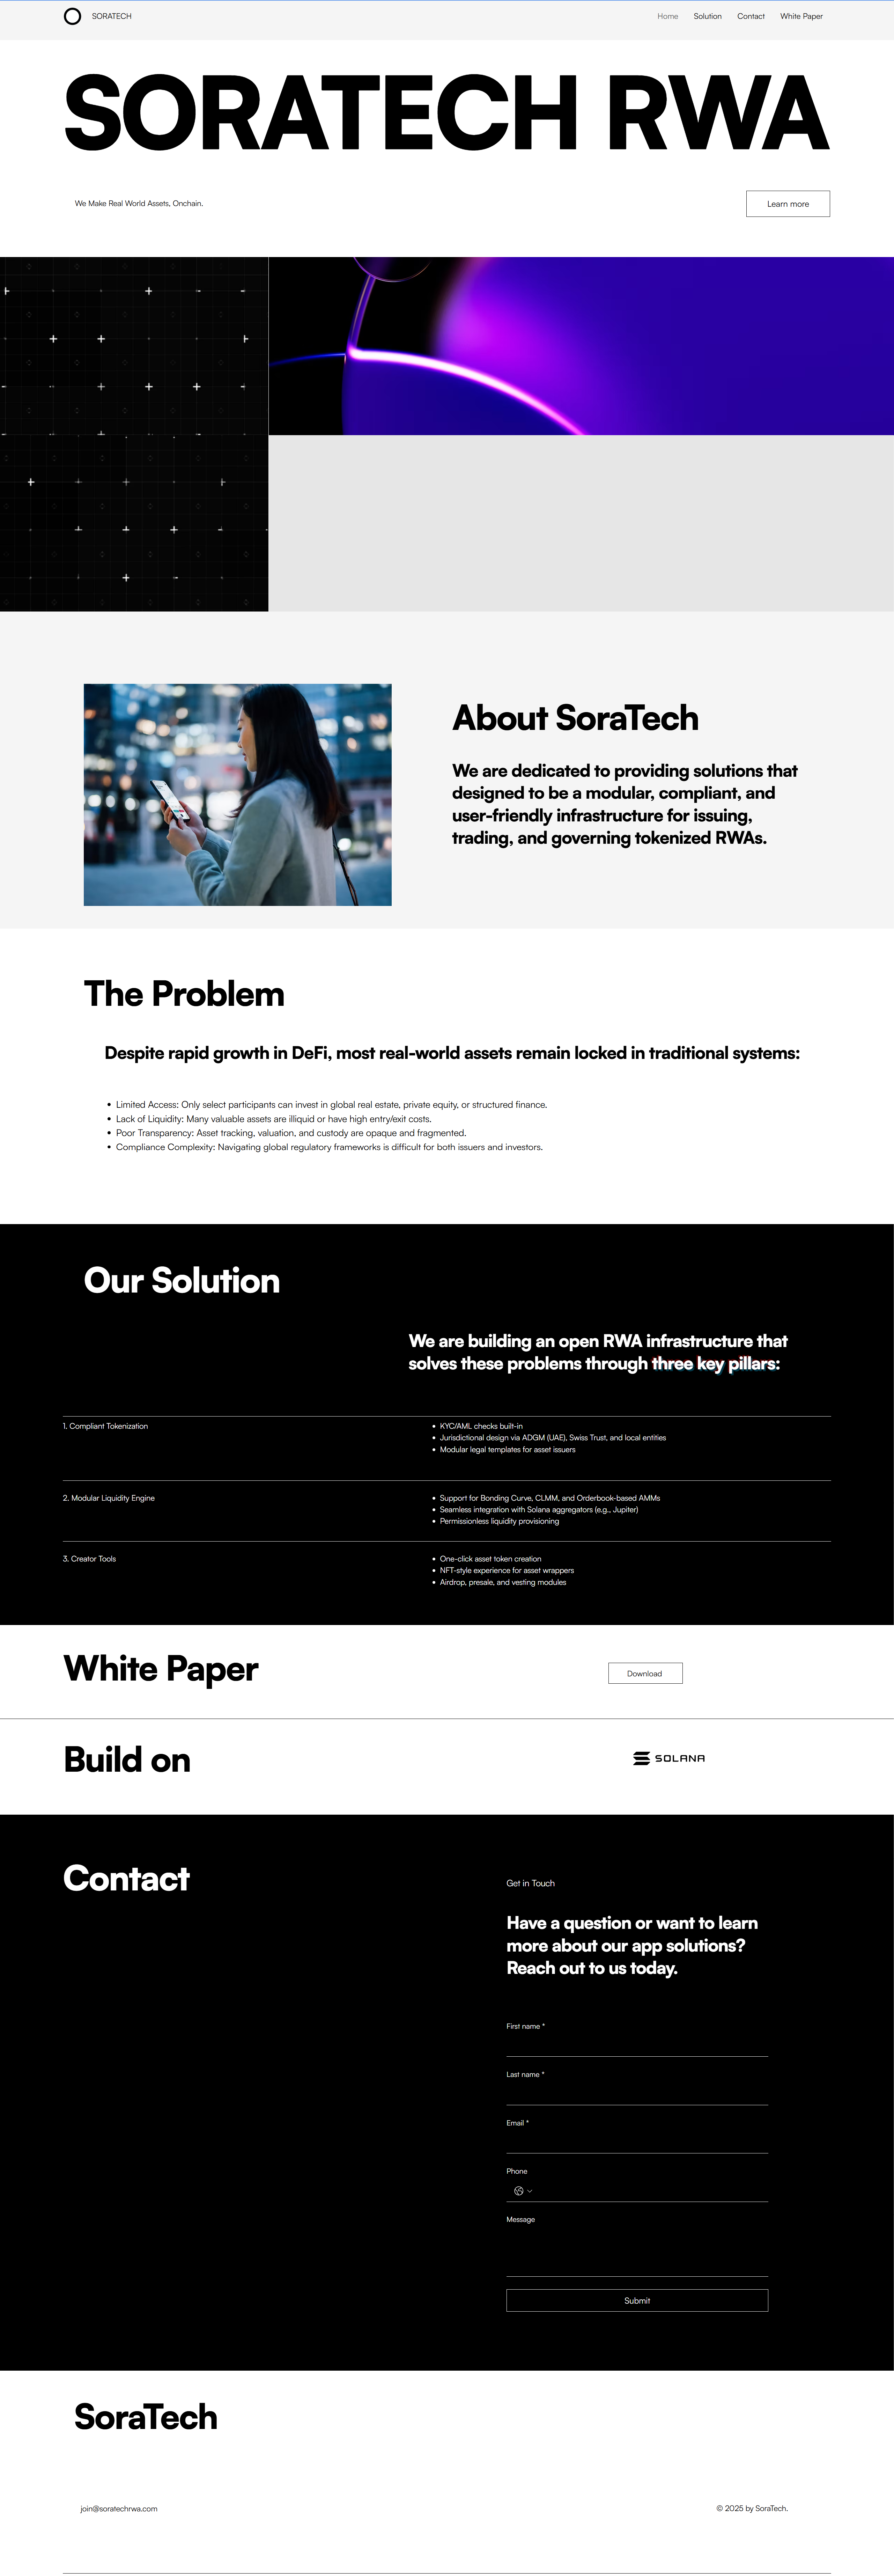 SORATECH
Home
Solution
Contact
White Paper
SORATECH RWA
We Make Real World Assets, Onchain.
Learn more
About SoraTech
We are dedicated to providing solutions that
designed to be a modular, compliant, and
user-friendly infrastructure for issuing,
trading, and governing tokenized RWAs.
The Problem
Despite rapid growth in DeFi, most real-world assets remain locked in traditional systems:
• Limited Access: Only select participants can invest in global real estate, private equity, or structured finance.
• Lack of Liquidity: Many valuable assets are illiquid or have high entry/exit costs.
• Poor Transparency: Asset tracking, valuation, and custody are opaque and fragmented.
• Compliance Complexity: Navigating global regulatory frameworks is difficult for both issuers and investors.
Our Solution
We are building an open RWA infrastructure that
solves these problems through three key pillars:
1. Compliant Tokenization
• KYC/AML checks built-in
• Jurisdictional design via ADGM (UAE), Swiss Trust, and local entities
• Modular legal templates for asset issuers
2. Modular Liquidity Engine
• Support for Bonding Curve, CLMM, and Orderbook-based AMMs
• Seamless integration with Solana aggregators (e.g., Jupiter)
• Permissionless liquidity provisioning
3. Creator Tools
• One-click asset token creation
• NFT-style experience for asset wrappers
• Airdrop, presale, and vesting modules
White Paper
Download
Build on
SOLANA
Contact
Get in Touch
Have a question or want to learn
more about our app solutions?
Reach out to us today.
First name *
Last name *
Email *
Phone
Message
Submit
SoraTech
join@soratechrwa.com
© 2025 by SoraTech.